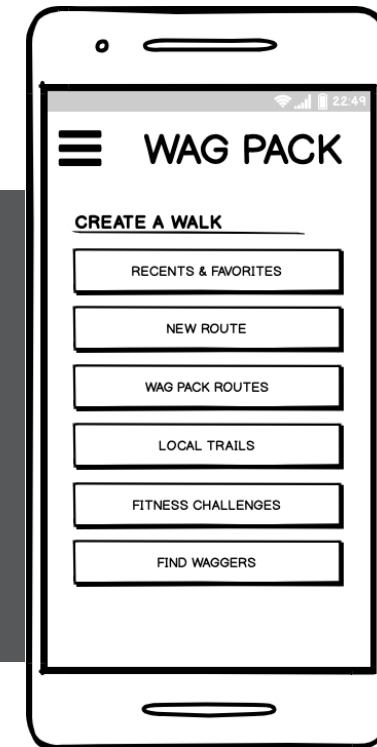 22:49
WAG PACK
CREATE A WALK
RECENTS & FAVORITES
NEW ROUTE
WAG PACK ROUTES
LOCAL TRAILS
FITNESS CHALLENGES
FIND WAGGERS